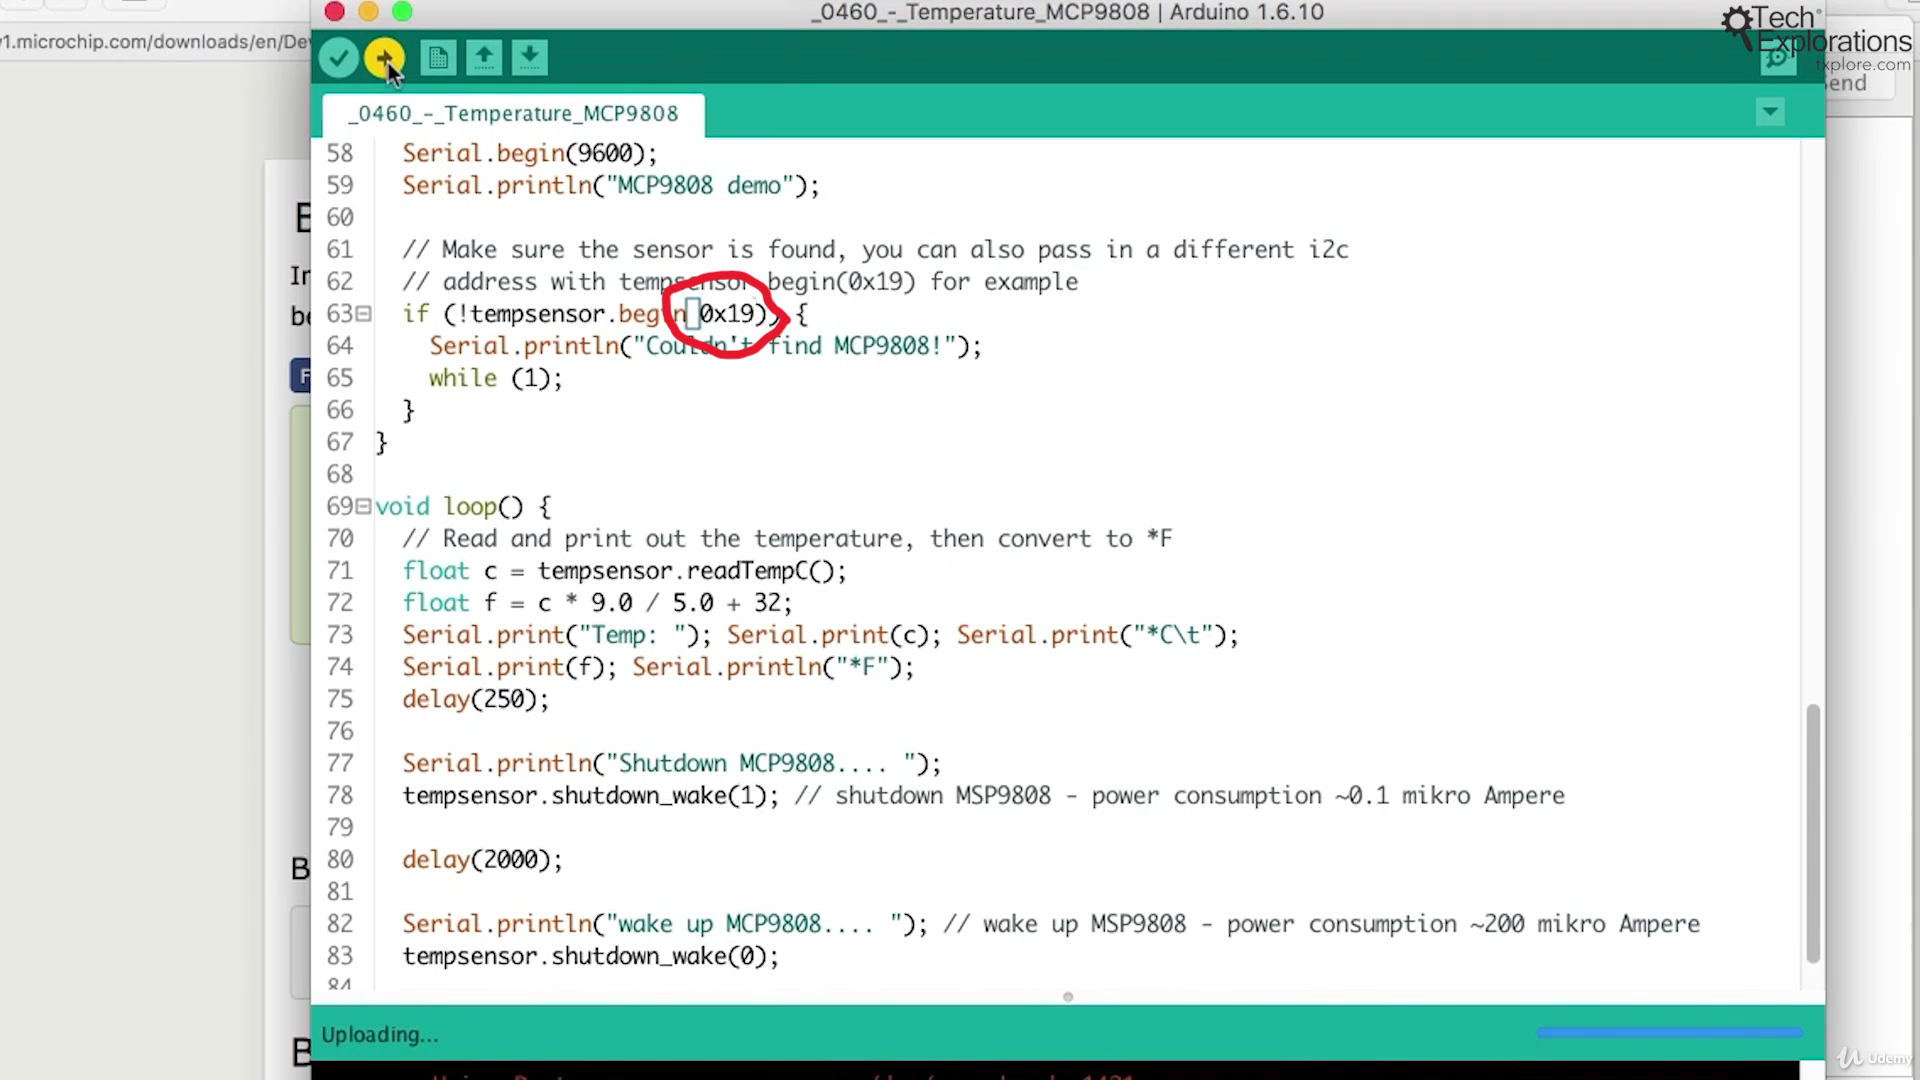 _0460_-_Temperature_MCP9808 | Arduino 1.6.10
Tech
Explorations
txplore.com
1.microchip.com/downloads/en/De
end
_0460_-_Temperature_MCP9808
58 Serial.begin(9600);
59 Serial.println("MCP9808 demo");
60
61 // Make sure the sensor is found, you can also pass in a different i2c
62 // address with tempsensor begin(0x19) for example
63 if (!tempsensor.begin(0x19)) {
64 Serial.println("Couldn't find MCP9808!");
65 while (1);
66 }
67 }
68
69 void loop() {
70 // Read and print out the temperature, then convert to *F
71 float c = tempsensor.readTempC();
72 float f = c * 9.0 / 5.0 + 32;
73 Serial.print("Temp: "); Serial.print(c); Serial.print("*C\t");
74 Serial.print(f); Serial.println("*F");
75 delay(250);
76
77 Serial.println("Shutdown MCP9808.... ");
78 tempsensor.shutdown_wake(1); // shutdown MSP9808 - power consumption ~0.1 mikro Ampere
79
80 delay(2000);
81
82 Serial.println("wake up MCP9808.... "); // wake up MSP9808 - power consumption ~200 mikro Ampere
83 tempsensor.shutdown_wake(0);
84
Uploading...
Udemy